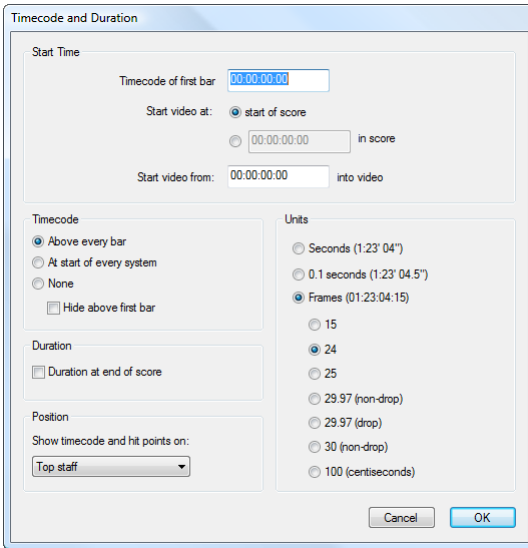 Timecode and Duration
Start Time
Timecode of first bar 00:00:00:00
Start video at: start of score
00:00:00:00 in score
Start video from: 00:00:00:00 into video
Timecode
Above every bar
At start of every system
None
Hide above first bar
Duration
Duration at end of score
Position
Show timecode and hit points on:
Top staff
Units
Seconds (1:23' 04")
0.1 seconds (1:23' 04.5")
Frames (01:23:04:15)
15
24
25
29.97 (non-drop)
29.97 (drop)
30 (non-drop)
100 (centiseconds)
Cancel OK